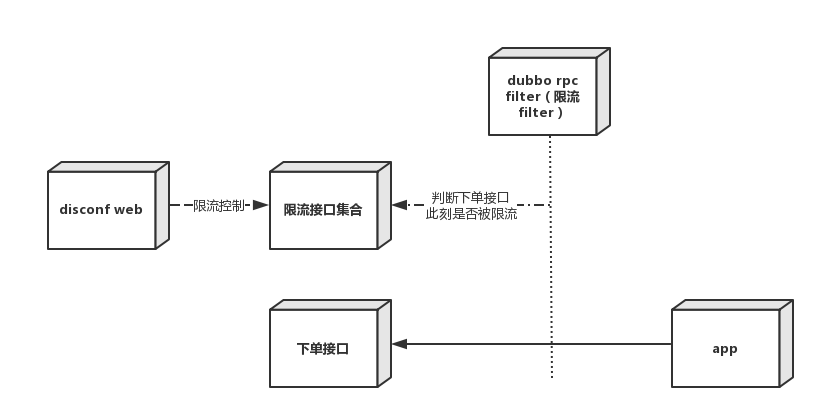 dubbo rpc
filter（限流
filter）
disconf web
限流控制
限流接口集合
判断下单接口
此刻是否被限流
下单接口
app